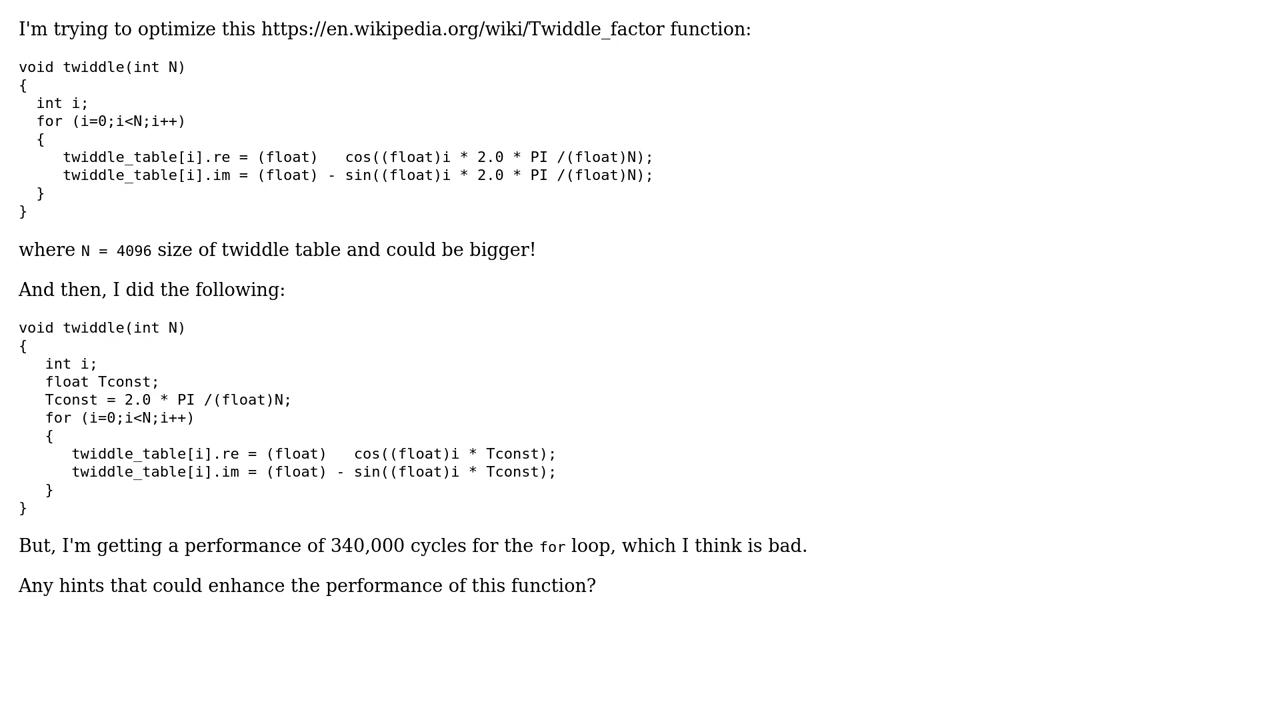 I'm trying to optimize this https://en.wikipedia.org/wiki/Twiddle_factor function:
void twiddle(int N)
{
  int i;
  for (i=0;i<N;i++)
  {
     twiddle_table[i].re = (float)   cos((float)i * 2.0 * PI /(float)N);
     twiddle_table[i].im = (float) - sin((float)i * 2.0 * PI /(float)N);
  }
}
where N = 4096 size of twiddle table and could be bigger!
And then, I did the following:
void twiddle(int N)
{
   int i;
   float Tconst;
   Tconst = 2.0 * PI /(float)N;
   for (i=0;i<N;i++)
   {
      twiddle_table[i].re = (float)   cos((float)i * Tconst);
      twiddle_table[i].im = (float) - sin((float)i * Tconst);
   }
}
But, I'm getting a performance of 340,000 cycles for the for loop, which I think is bad.
Any hints that could enhance the performance of this function?